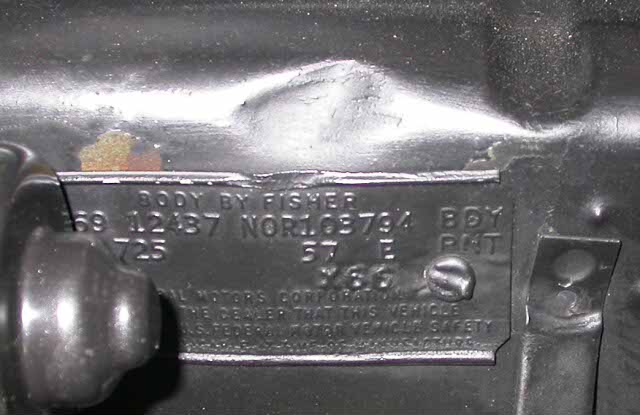 BODY BY FISHER
69 12437 NOR103794 BDY
725 57 E PNT
X66
MOTORS CORPORATION
THE DEALER THAT THIS VEHICLE
FEDERAL MOTOR VEHICLE SAFETY